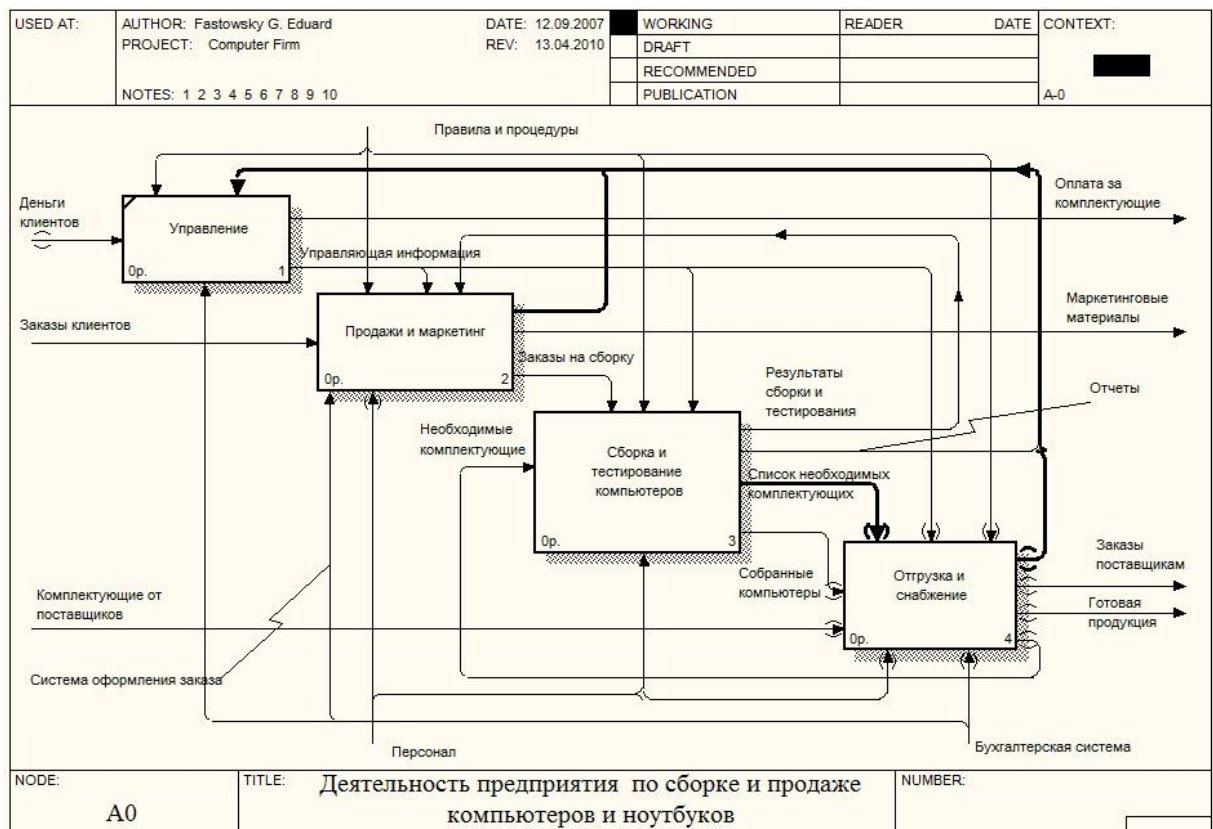 USED AT:
AUTHOR: Fastowsky G. Eduard
DATE: 12.09.2007
PROJECT: Computer Firm
REV: 13.04.2010
NOTES: 1 2 3 4 5 6 7 8 9 10
WORKING
DRAFT
RECOMMENDED
PUBLICATION
READER
DATE
CONTEXT:
A-0
Правила и процедуры
Деньги
клиентов
Управление
0р.
1
Оплата за
комплектующие
Управляющая информация
Заказы клиентов
Продажи и маркетинг
0р.
2
Маркетинговые
материалы
Заказы на сборку
Результаты
сборки и
тестирования
Отчеты
Необходимые
комплектующие
Сборка и
тестирование
компьютеров
0р.
3
Список необходимых
комплектующих
Собранные
компьютеры
Отгрузка и
снабжение
0р.
4
Заказы
поставщикам
Готовая
продукция
Комплектующие от
поставщиков
Система оформления заказа
Персонал
Бухгалтерская система
NODE:
A0
TITLE:
Деятельность предприятия по сборке и продаже
компьютеров и ноутбуков
NUMBER: